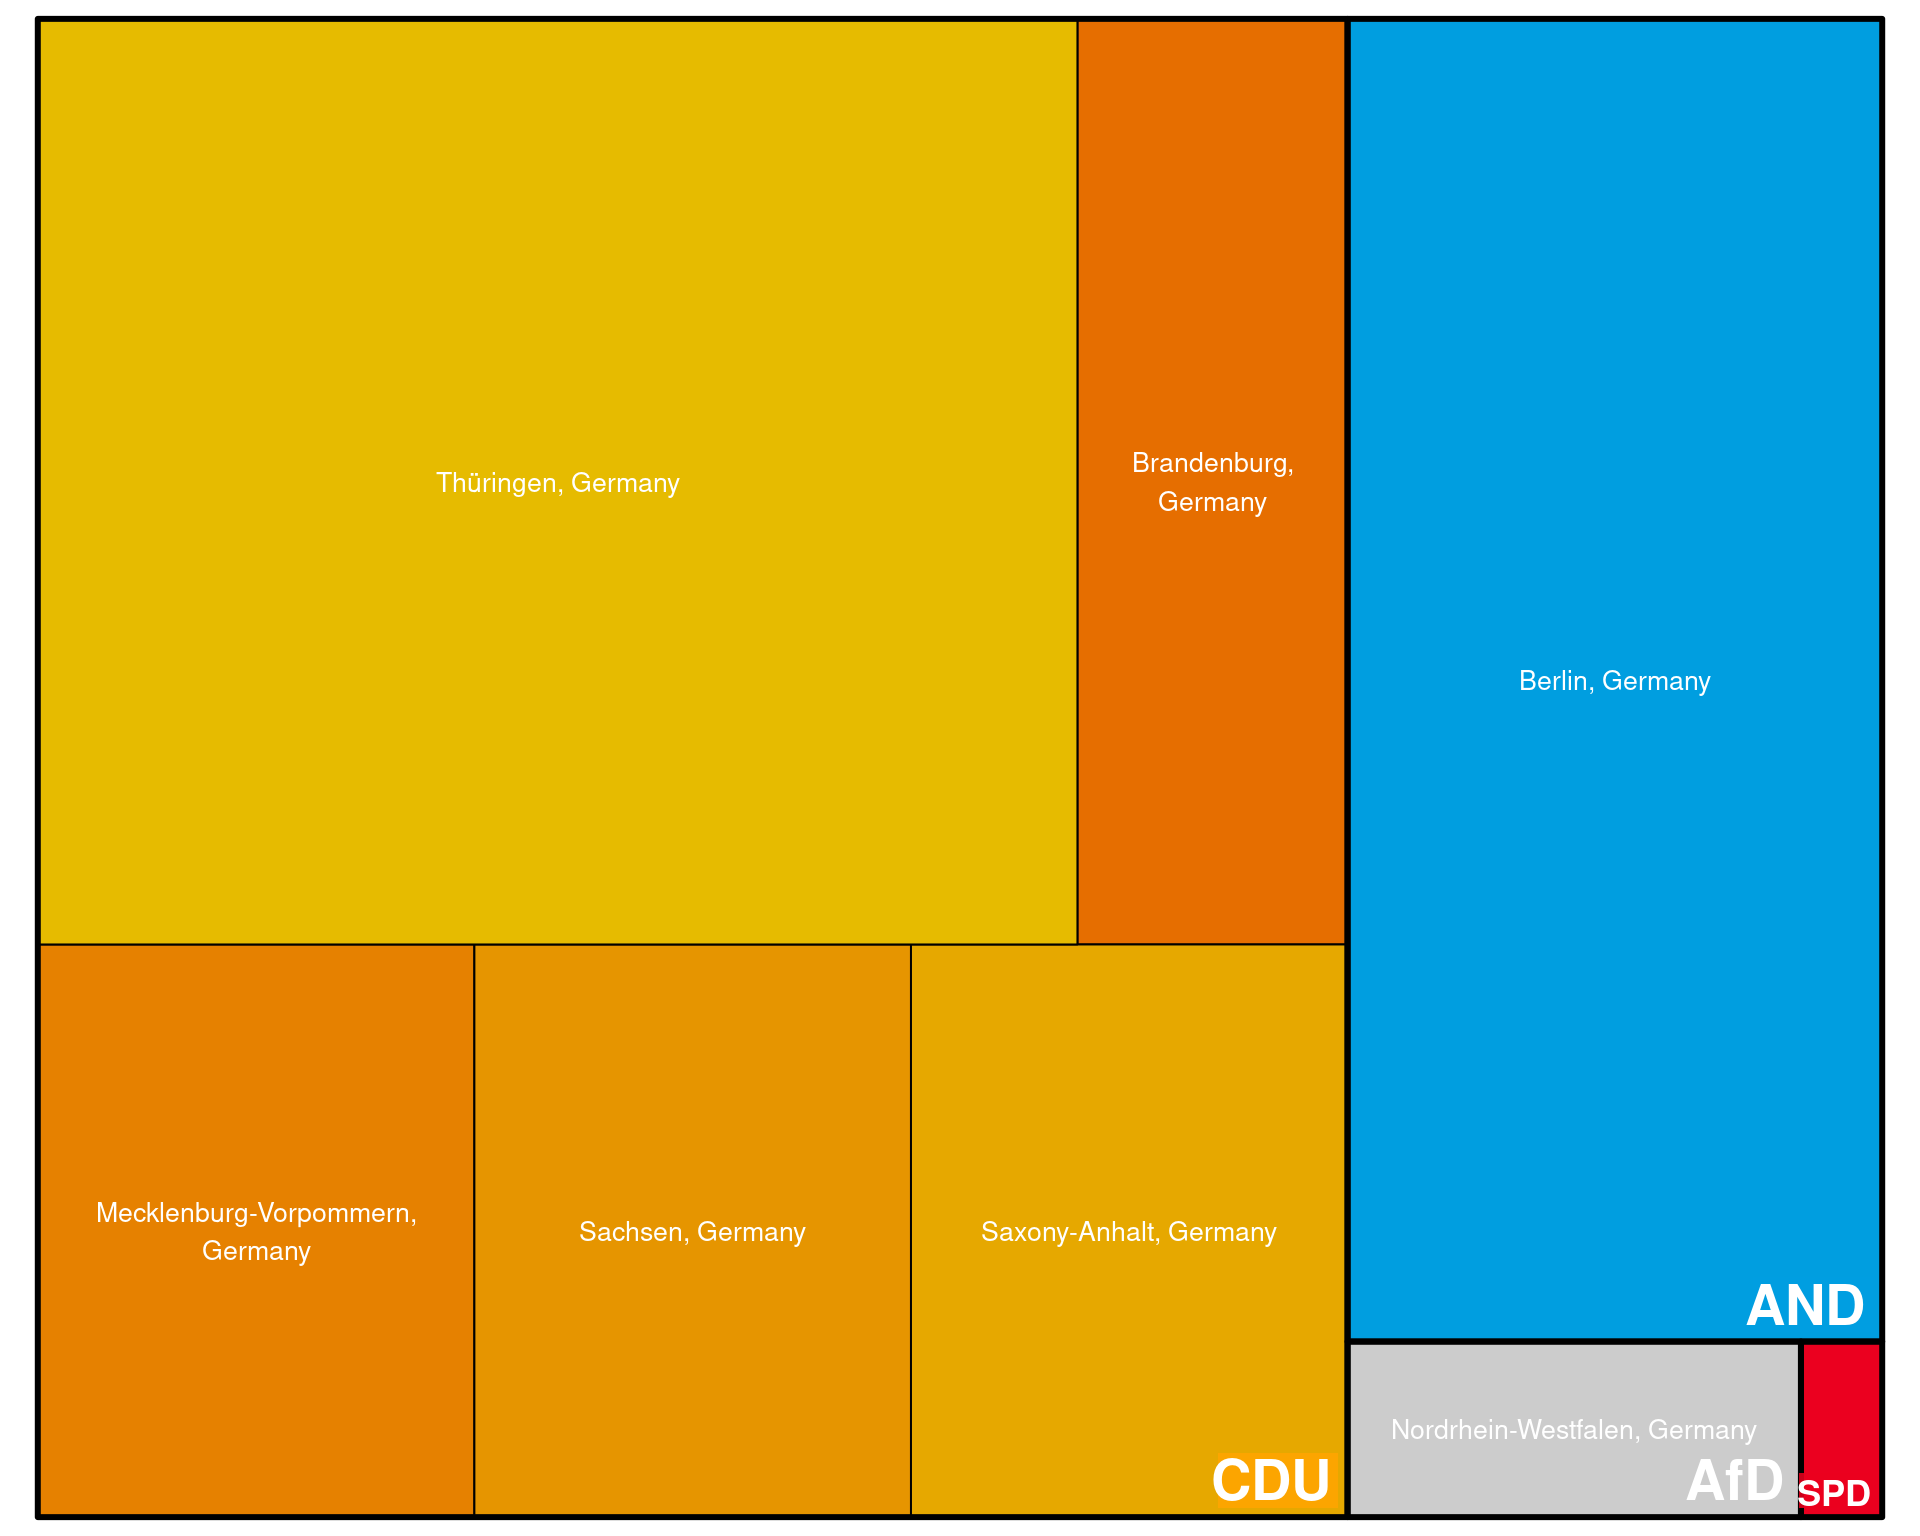 Thüringen, Germany
Brandenburg,
Germany
Berlin, Germany
Mecklenburg-Vorpommern,
Germany
Sachsen, Germany
Saxony-Anhalt, Germany
CDU
AND
Nordrhein-Westfalen, Germany
AfD
SPD